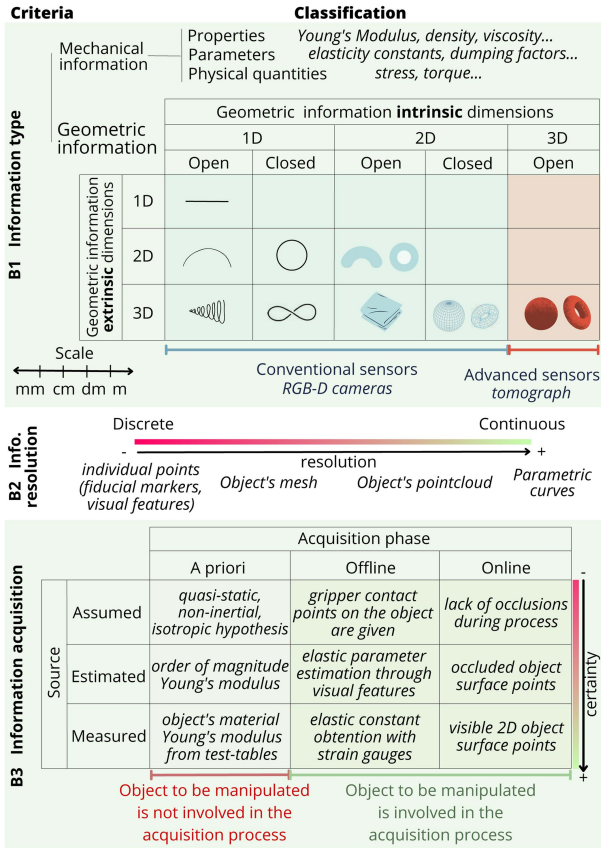 Criteria
Classification
B1 Information type
Mechanical
information
Properties
Young's Modulus, density, viscosity...
Parameters
elasticity constants, dumping factors...
Physical quantities
stress, torque...
Geometric
information
Geometric information intrinsic dimensions
1D
2D
3D
Open
Closed
Open
Closed
Open
Geometric information
extrinsic dimensions
1D
2D
3D
Scale
mm cm dm m
Conventional sensors
RGB-D cameras
Advanced sensors
tomograph
B2 Info.
resolution
Discrete
Continuous
-
+
resolution
individual points
(fiducial markers,
visual features)
Object's mesh
Object's pointcloud
Parametric
curves
B3 Information acquisition
Acquisition phase
A priori
Offline
Online
Source
Assumed
quasi-static,
non-inertial,
isotropic hypothesis
gripper contact
points on the object
are given
lack of occlusions
during process
Estimated
order of magnitude
Young's modulus
elastic parameter
estimation through
visual features
occluded object
surface points
Measured
object's material
Young's modulus
from test-tables
elastic constant
obtention with
strain gauges
visible 2D object
surface points
-
certainty
+
Object to be manipulated
is not involved in the
acquisition process
Object to be manipulated
is involved in the
acquisition process